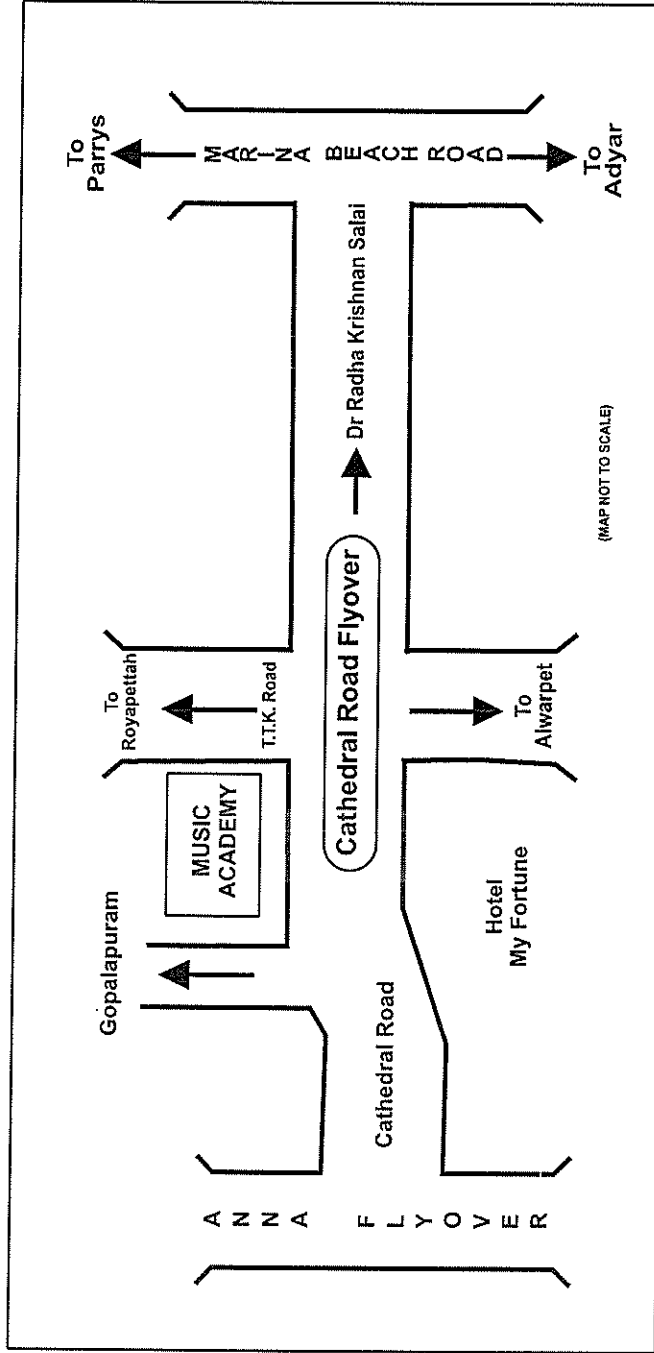 To
Parrys
MARINA BEACH ROAD
To
Adyar
Dr Radha Krishnan Salai
(MAP NOT TO SCALE)
Cathedral Road Flyover
To
Royapettah
T.T.K. Road
To
Alwarpet
MUSIC
ACADEMY
Gopalapuram
Hotel
My Fortune
Cathedral Road
ANNA FLYOVER